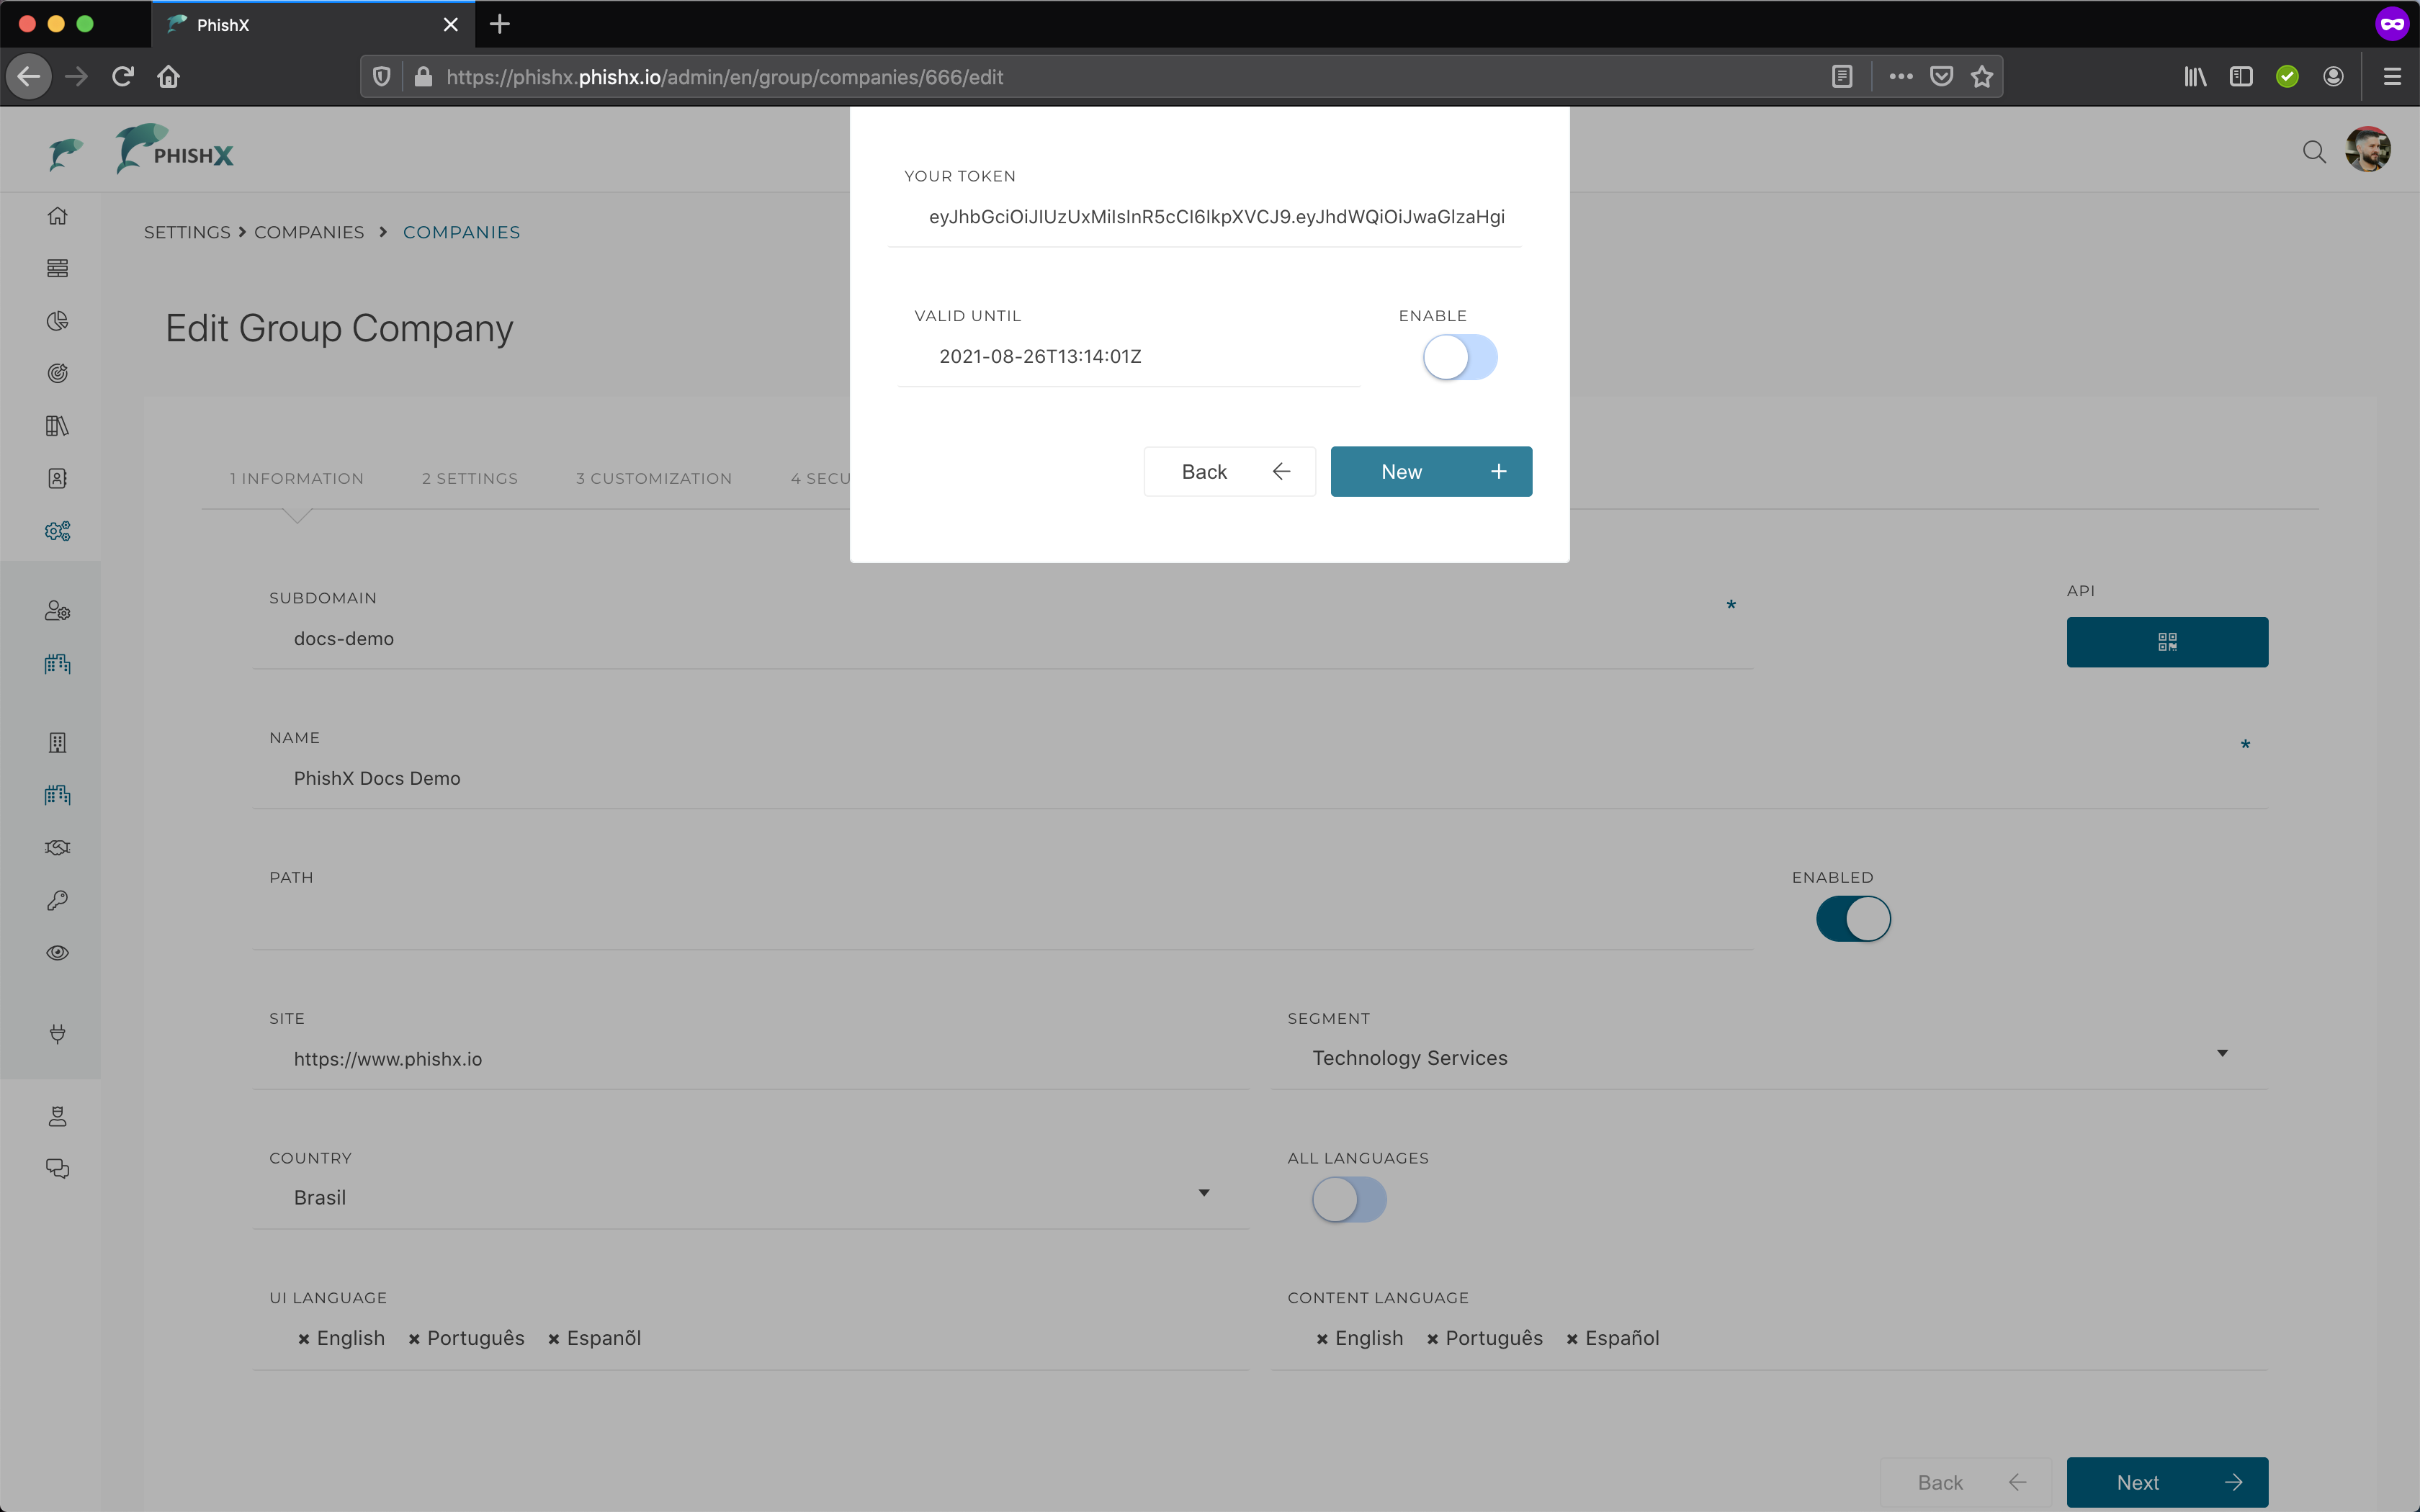 PhishX
https://phishx.phishx.io/admin/en/group/companies/666/edit
PHISHX
SETTINGS > COMPANIES > COMPANIES
Edit Group Company
YOUR TOKEN
eyJhbGciOiJIUzUxMiIsInR5cCI6IkpXVCJ9.eyJhdWQiOiJwaGlzaHgi
VALID UNTIL
ENABLE
2021-08-26T13:14:01Z
Back
New
1 INFORMATION
2 SETTINGS
3 CUSTOMIZATION
4 SECU
SUBDOMAIN
*
docs-demo
API
NAME
*
PhishX Docs Demo
PATH
ENABLED
SITE
https://www.phishx.io
SEGMENT
Technology Services
COUNTRY
Brasil
ALL LANGUAGES
UI LANGUAGE
× English × Português × Espanõl
CONTENT LANGUAGE
× English × Português × Español
Back
Next